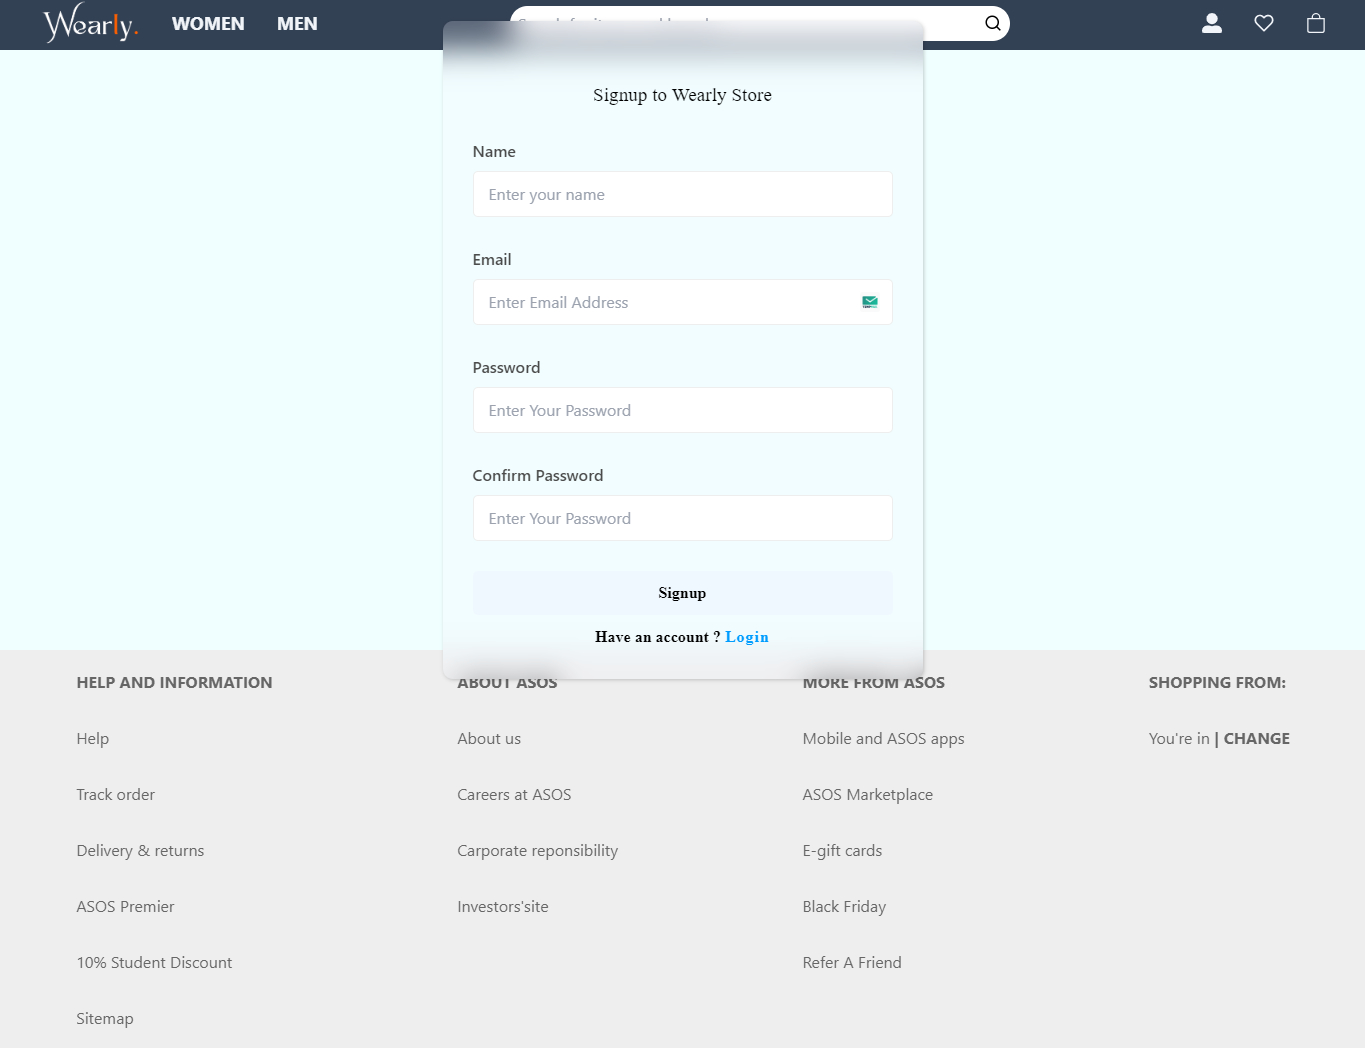 Wearly. WOMEN MEN
Signup to Wearly Store
Name
Enter your name
Email
Enter Email Address
Password
Enter Your Password
Confirm Password
Enter Your Password
Signup
Have an account ? Login
HELP AND INFORMATION
Help
Track order
Delivery & returns
ASOS Premier
10% Student Discount
Sitemap
ABOUT ASOS
About us
Careers at ASOS
Carporate reponsibility
Investors'site
MORE FROM ASOS
Mobile and ASOS apps
ASOS Marketplace
E-gift cards
Black Friday
Refer A Friend
SHOPPING FROM:
You're in | CHANGE